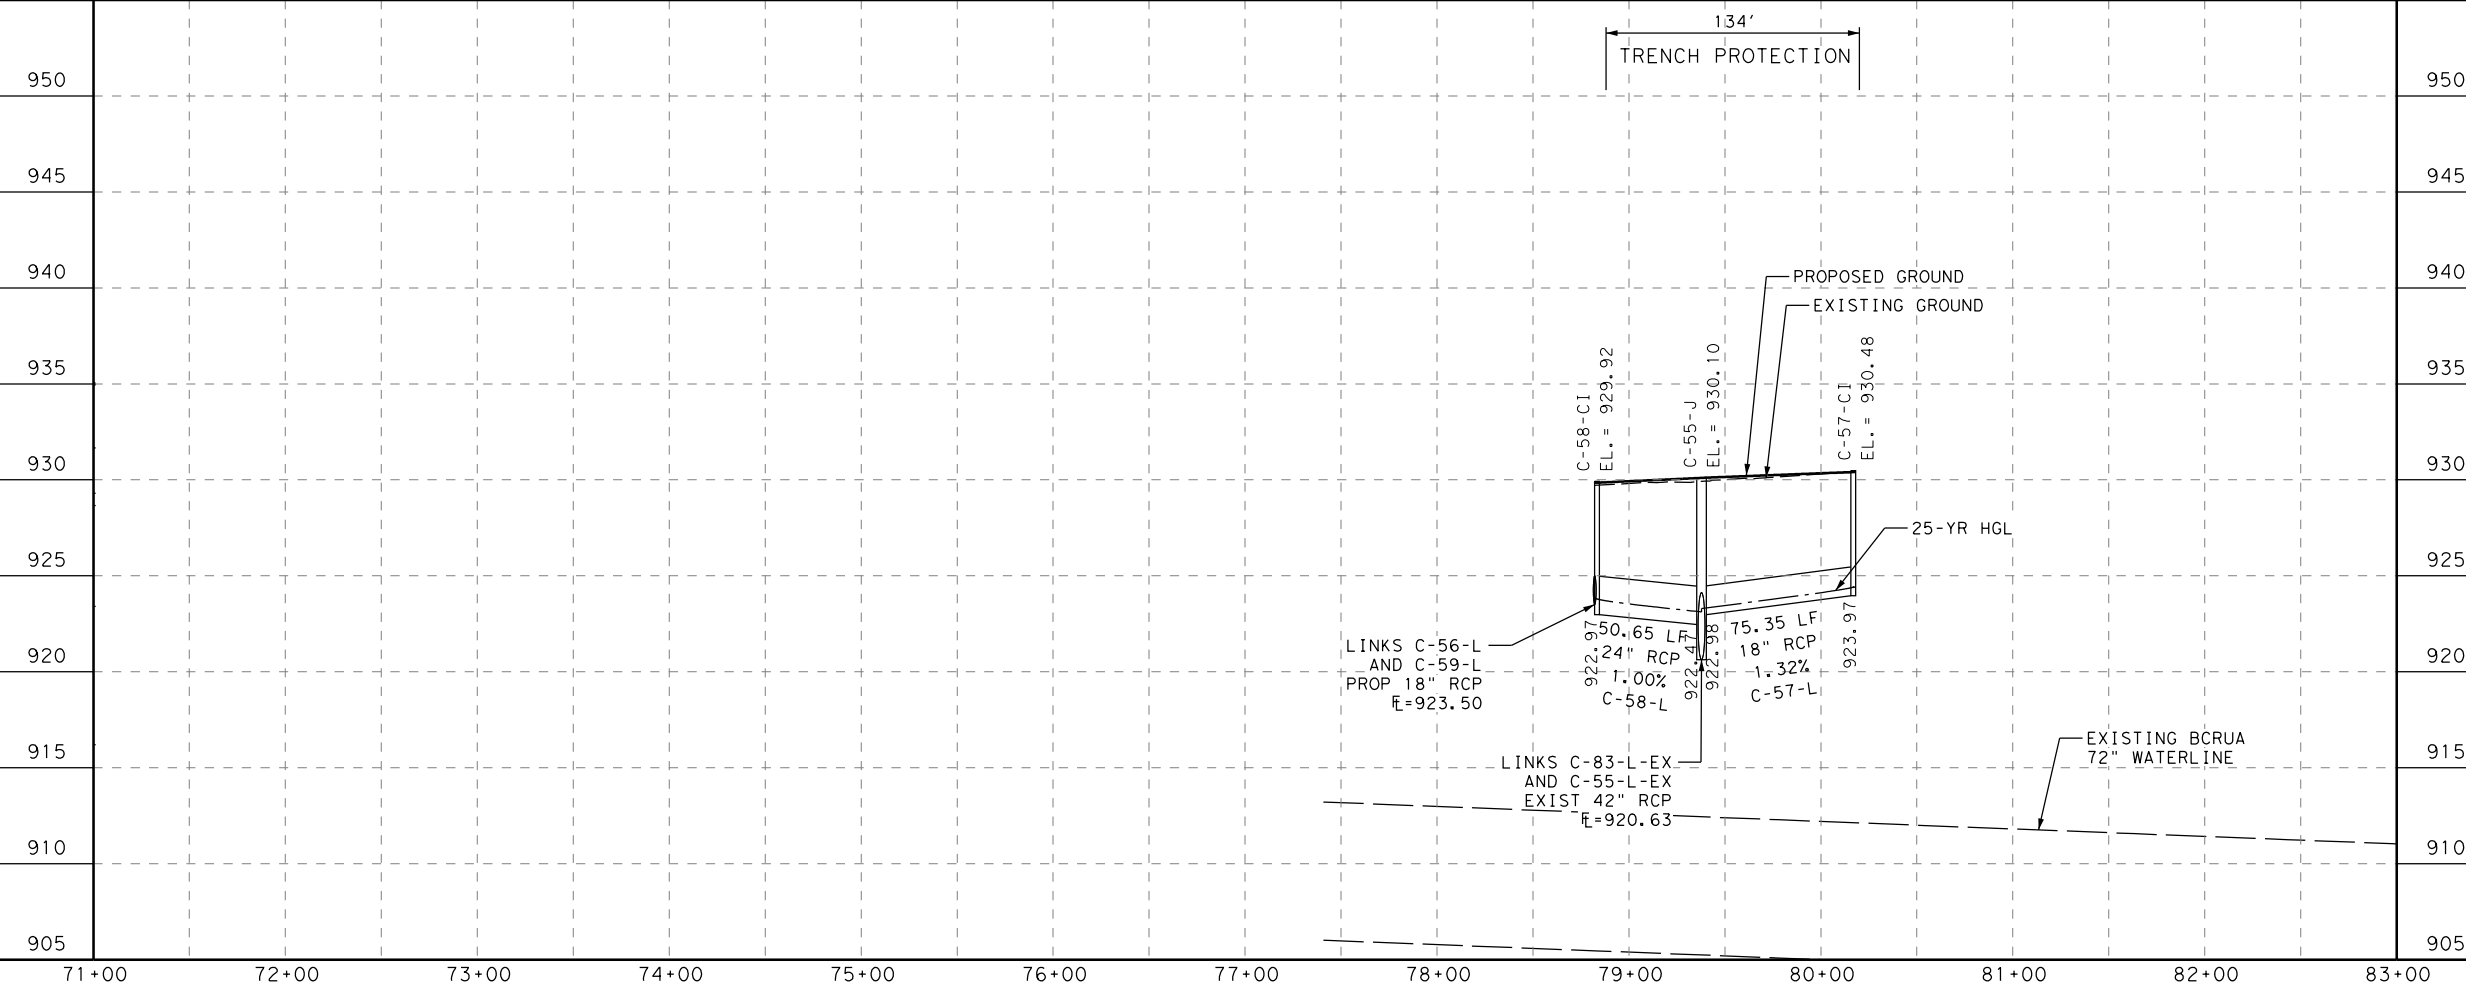 134'
TRENCH PROTECTION
950
950
945
945
940
940
PROPOSED GROUND
EXISTING GROUND
935
935
C-58-CI
EL. = 929.92
C-55-J
EL. = 930.10
C-57-CI
EL. = 930.48
930
930
25-YR HGL
925
925
LINKS C-56-L
AND C-59-L
PROP 18" RCP
FL=923.50
922.97
50.65 LF
24" RCP
1.00%
C-58-L
922.47
922.98
75.35 LF
18" RCP
1.32%
C-57-L
923.97
920
920
LINKS C-83-L-EX
AND C-55-L-EX
EXIST 42" RCP
FL=920.63
EXISTING BCRUA
72" WATERLINE
915
915
910
910
905
905
71+00
72+00
73+00
74+00
75+00
76+00
77+00
78+00
79+00
80+00
81+00
82+00
83+00